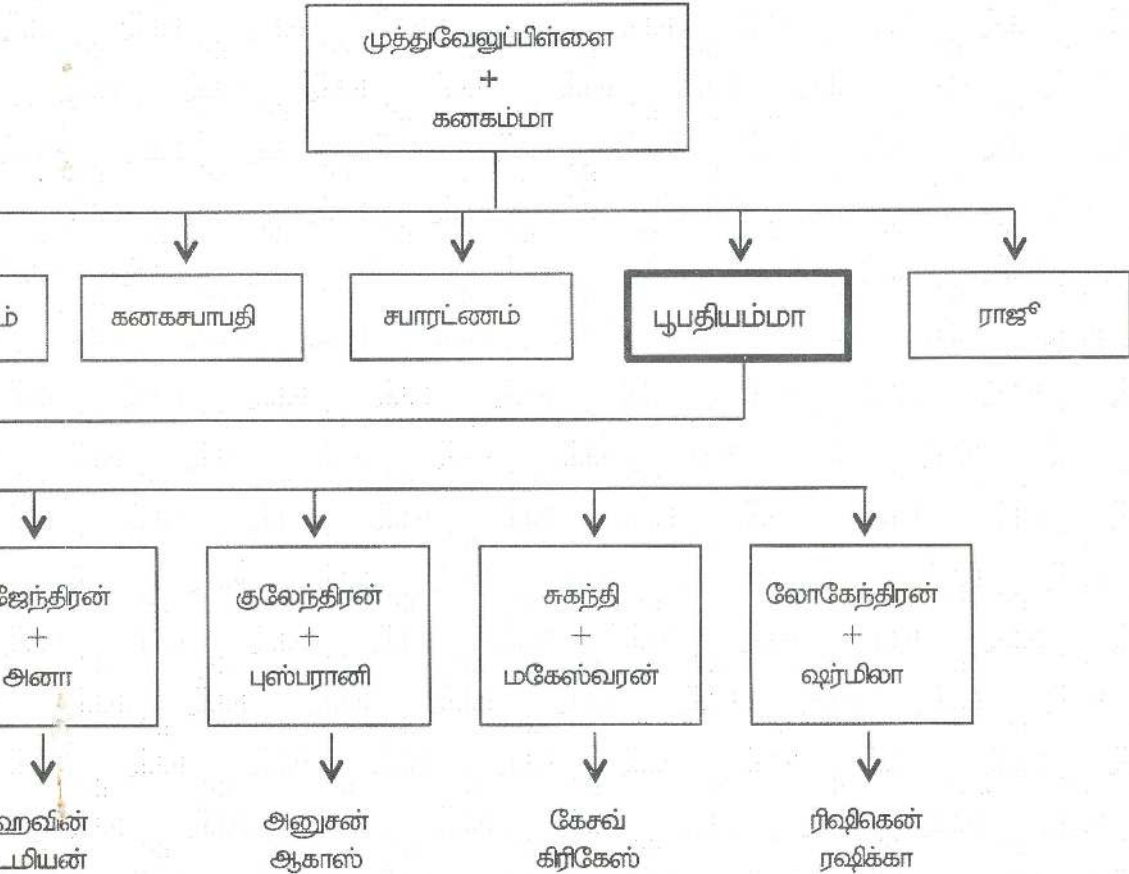 முத்துவேலுப்பிள்ளை
+
கனகம்மா
கனகசபாபதி
சபாரட்ணம்
பூபதியம்மா
ராஜூ
குலேந்திரன்
சுகந்தி
லோகேந்திரன்
+
+
+
+
அனா
புஸ்பரானி
மகேஸ்வரன்
ஷர்மிலா
அனுசன்
கேசவ்
ரிஷிகென்
ஆகாஸ்
கிரிகேஸ்
ரஷிக்கா